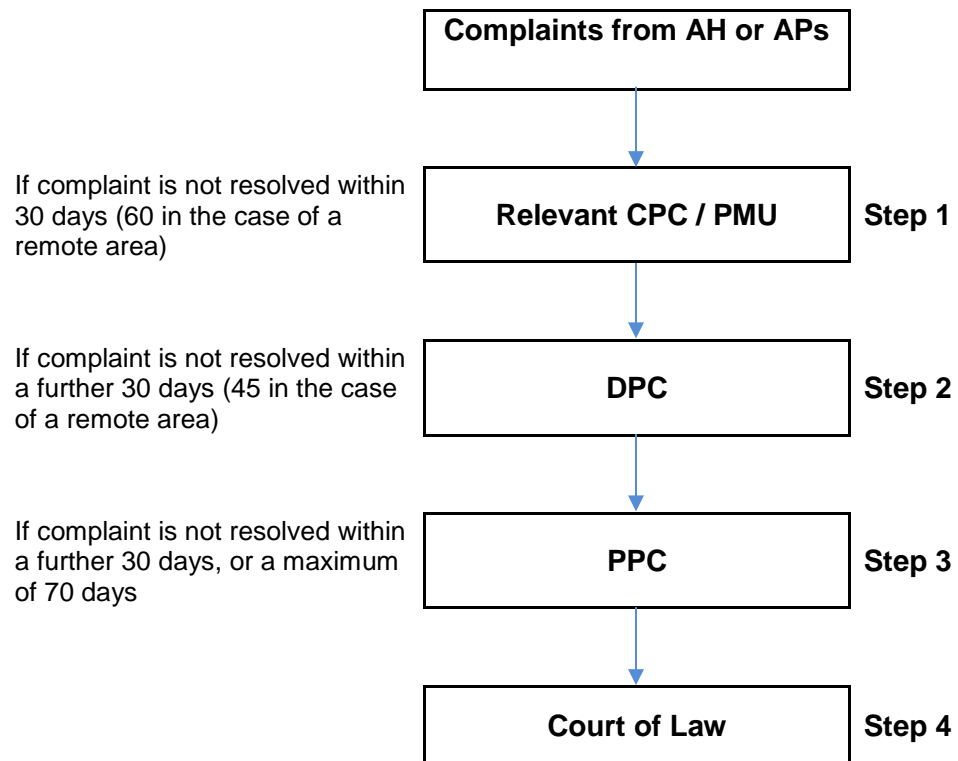 Complaints from AH or APs
If complaint is not resolved within
30 days (60 in the case of a
remote area)
Relevant CPC / PMU
Step 1
If complaint is not resolved within
a further 30 days (45 in the case
of a remote area)
DPC
Step 2
If complaint is not resolved within
a further 30 days, or a maximum
of 70 days
PPC
Step 3
Court of Law
Step 4